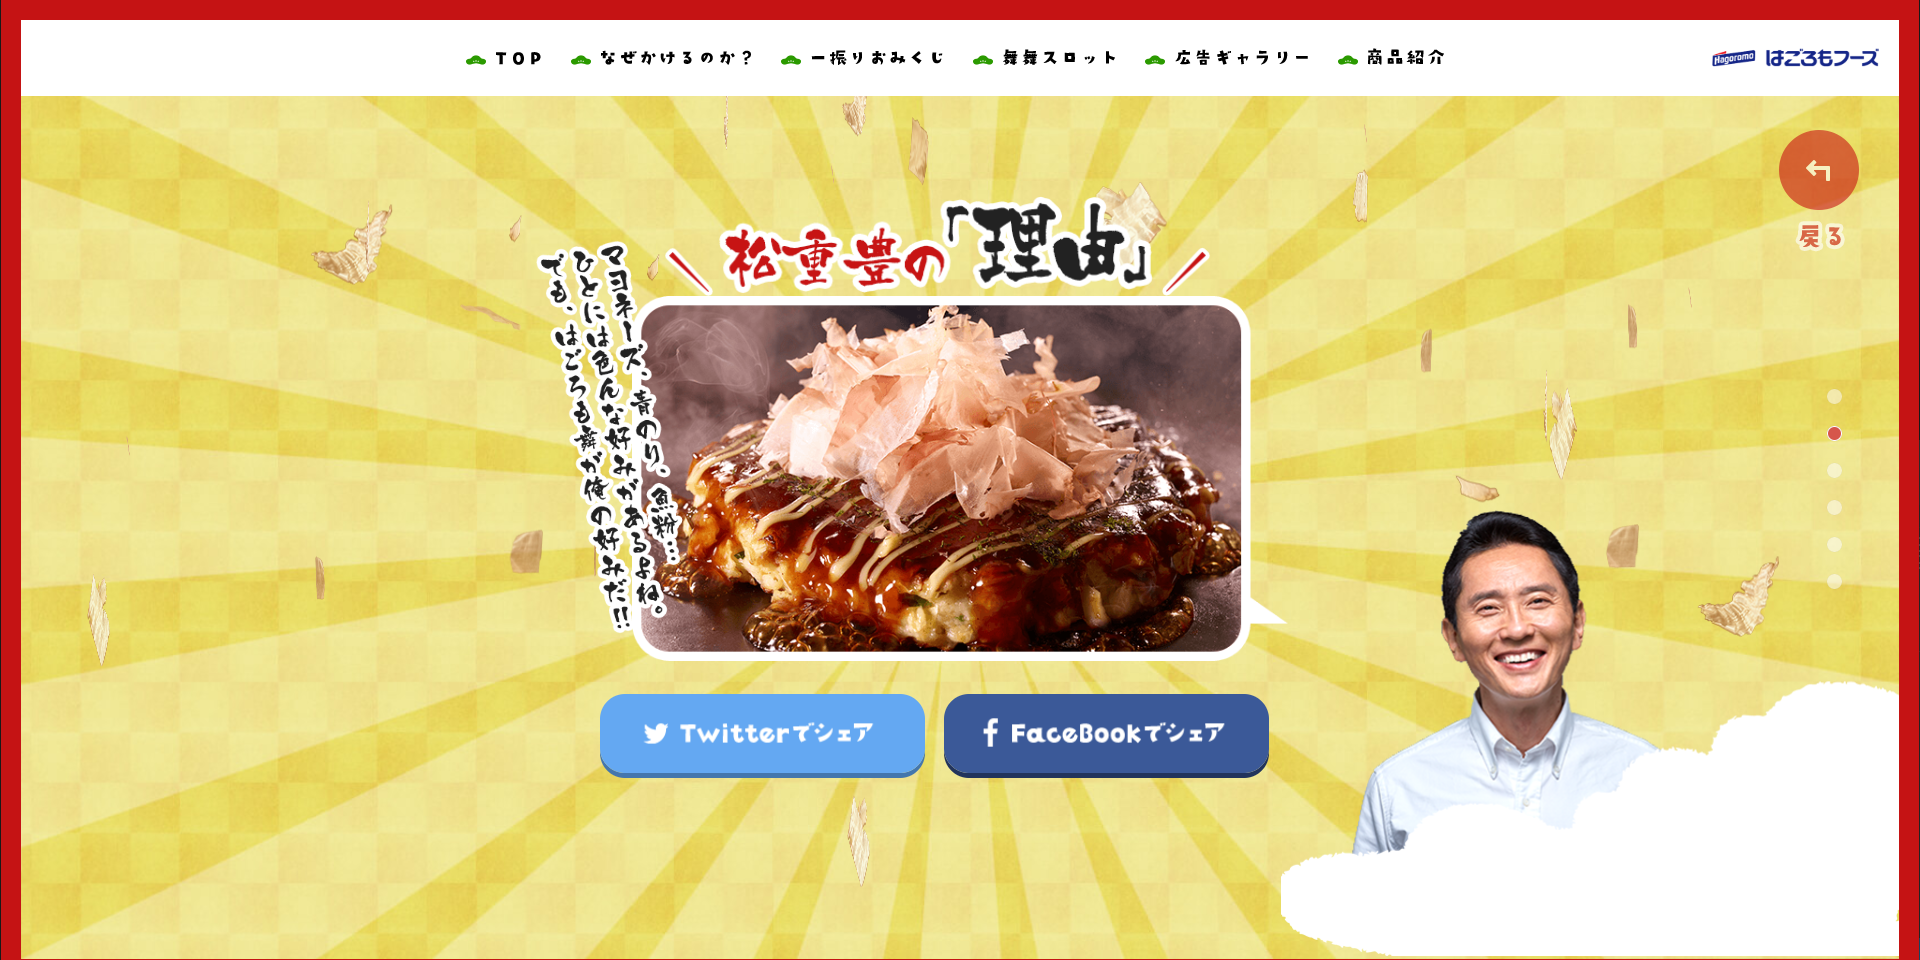 TOP
なぜかけるのか？
一振りおみくじ
舞舞スロット
広告ギャラリー
商品紹介
Hagoromo はごろもフーズ
戻る
松重豊の「理由」
マヨネーズ、青のり、魚粉…
ひとには色んな好みがあるよね。
でも、はごろも舞が俺の好みだ!!
Twitterでシェア
FaceBookでシェア